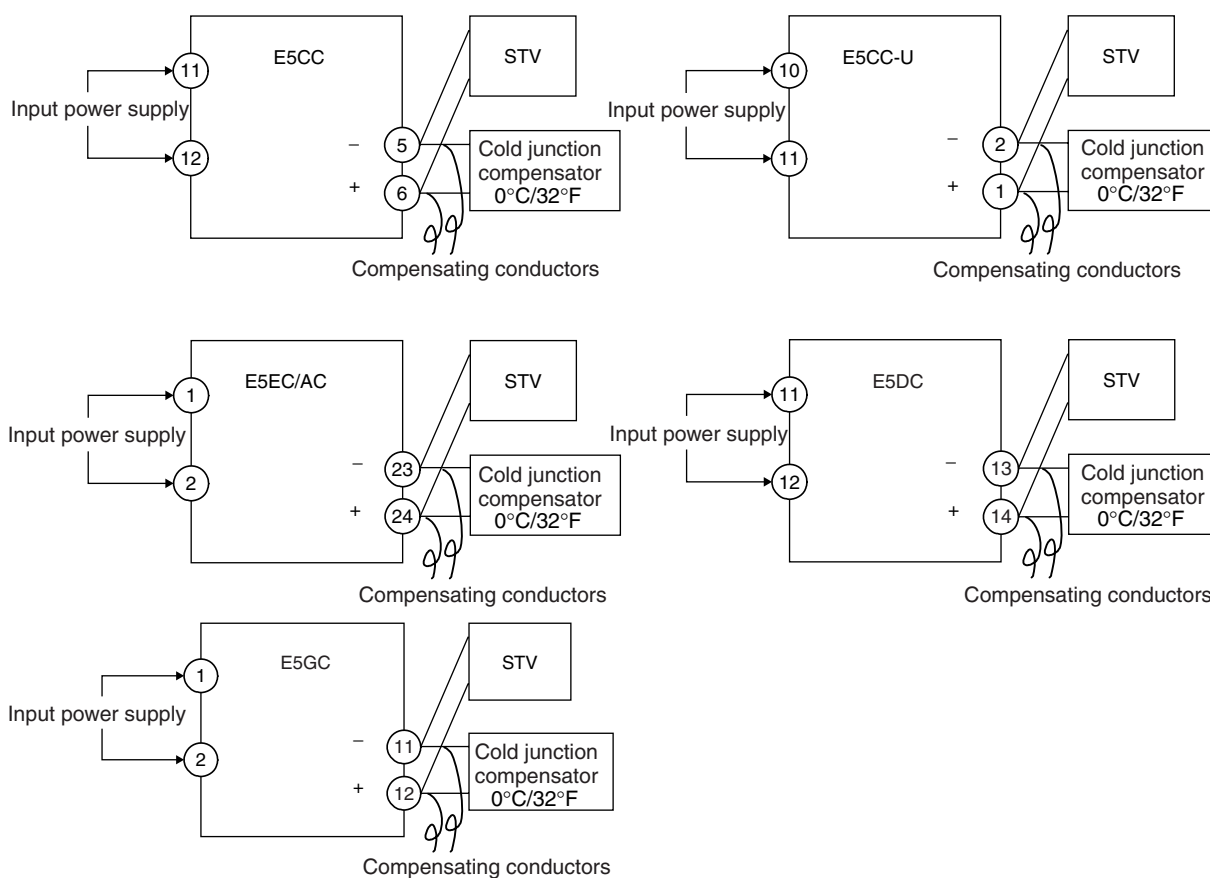 E5CC
STV
11
Input power supply
12
–
5
+
6
Cold junction
compensator
0°C/32°F
Compensating conductors
E5CC-U
STV
10
Input power supply
11
–
2
+
1
Cold junction
compensator
0°C/32°F
Compensating conductors
E5EC/AC
STV
1
Input power supply
2
–
23
+
24
Cold junction
compensator
0°C/32°F
Compensating conductors
E5DC
STV
11
Input power supply
12
–
13
+
14
Cold junction
compensator
0°C/32°F
Compensating conductors
E5GC
STV
1
Input power supply
2
–
11
+
12
Cold junction
compensator
0°C/32°F
Compensating conductors